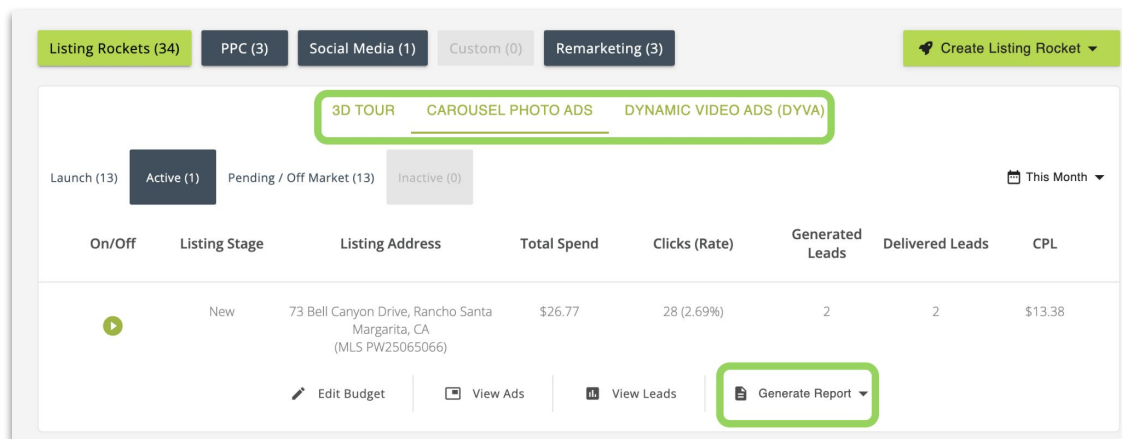 Listing Rockets (34) PPC (3) Social Media (1) Custom (0) Remarketing (3) Create Listing Rocket
3D TOUR CAROUSEL PHOTO ADS DYNAMIC VIDEO ADS (DYVA)
Launch (13) Active (1) Pending / Off Market (13) Inactive (0) This Month
On/Off Listing Stage Listing Address Total Spend Clicks (Rate) Generated Leads Delivered Leads CPL
New 73 Bell Canyon Drive, Rancho Santa $26.77 28 (2.69%) 2 2 $13.38
Margarita, CA
(MLS PW25065066)
Edit Budget View Ads View Leads Generate Report